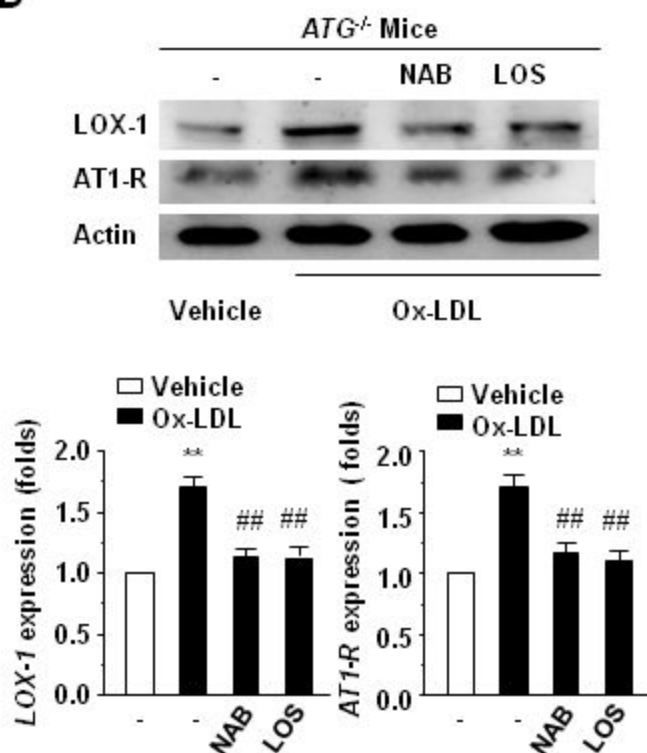 ATG-/- Mice
- - NAB LOS
LOX-1
AT1-R
Actin
Vehicle Ox-LDL
Vehicle
Ox-LDL
LOX-1 expression (folds)
2.0
1.5
1.0
0.5
0.0
**
## ##
- - NAB LOS
Vehicle
Ox-LDL
AT1-R expression ( folds)
2.0
1.5
1.0
0.5
0.0
**
## ##
- - NAB LOS